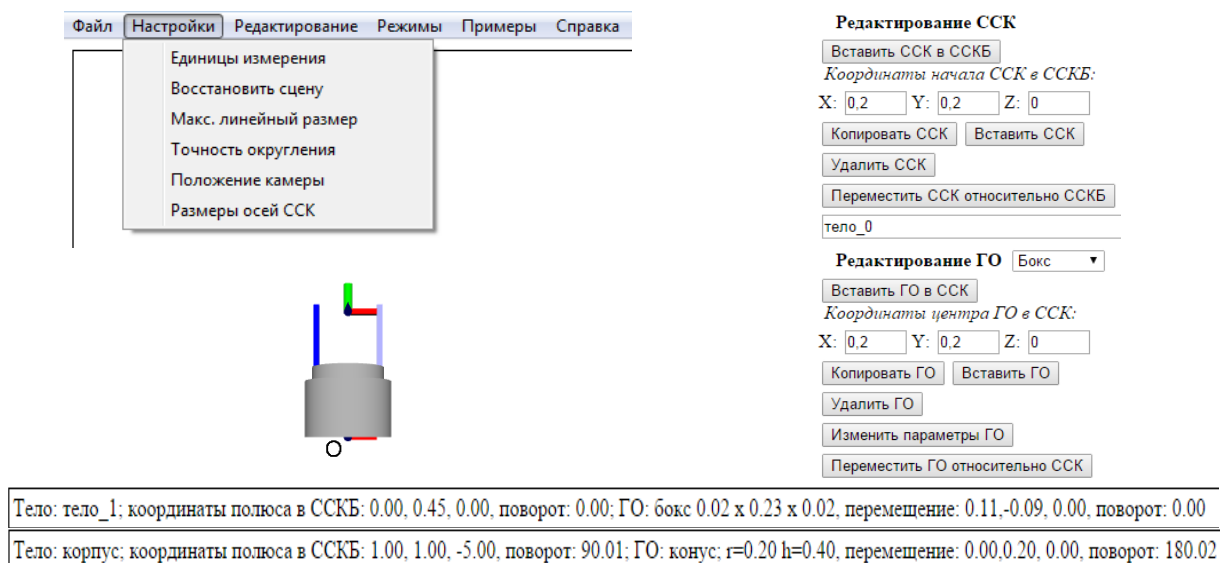 Файл Настройки Редактирование Режимы Примеры Справка
Единицы измерения
Восстановить сцену
Макс. линейный размер
Точность округления
Положение камеры
Размеры осей ССК
O
Редактирование ССК
Вставить ССК в ССКБ
Координаты начала ССК в ССКБ:
X: 0,2 Y: 0,2 Z: 0
Копировать ССК Вставить ССК
Удалить ССК
Переместить ССК относительно ССКБ
тело_0
Редактирование ГО Бокс
Вставить ГО в ССК
Координаты центра ГО в ССК:
X: 0,2 Y: 0,2 Z: 0
Копировать ГО Вставить ГО
Удалить ГО
Изменить параметры ГО
Переместить ГО относительно ССК
Тело: тело_1; координаты полюса в ССКБ: 0.00, 0.45, 0.00, поворот: 0.00; ГО: бокс 0.02 x 0.23 x 0.02, перемещение: 0.11,-0.09, 0.00, поворот: 0.00
Тело: корпус; координаты полюса в ССКБ: 1.00, 1.00, -5.00, поворот: 90.01; ГО: конус; r=0.20 h=0.40, перемещение: 0.00,0.20, 0.00, поворот: 180.02